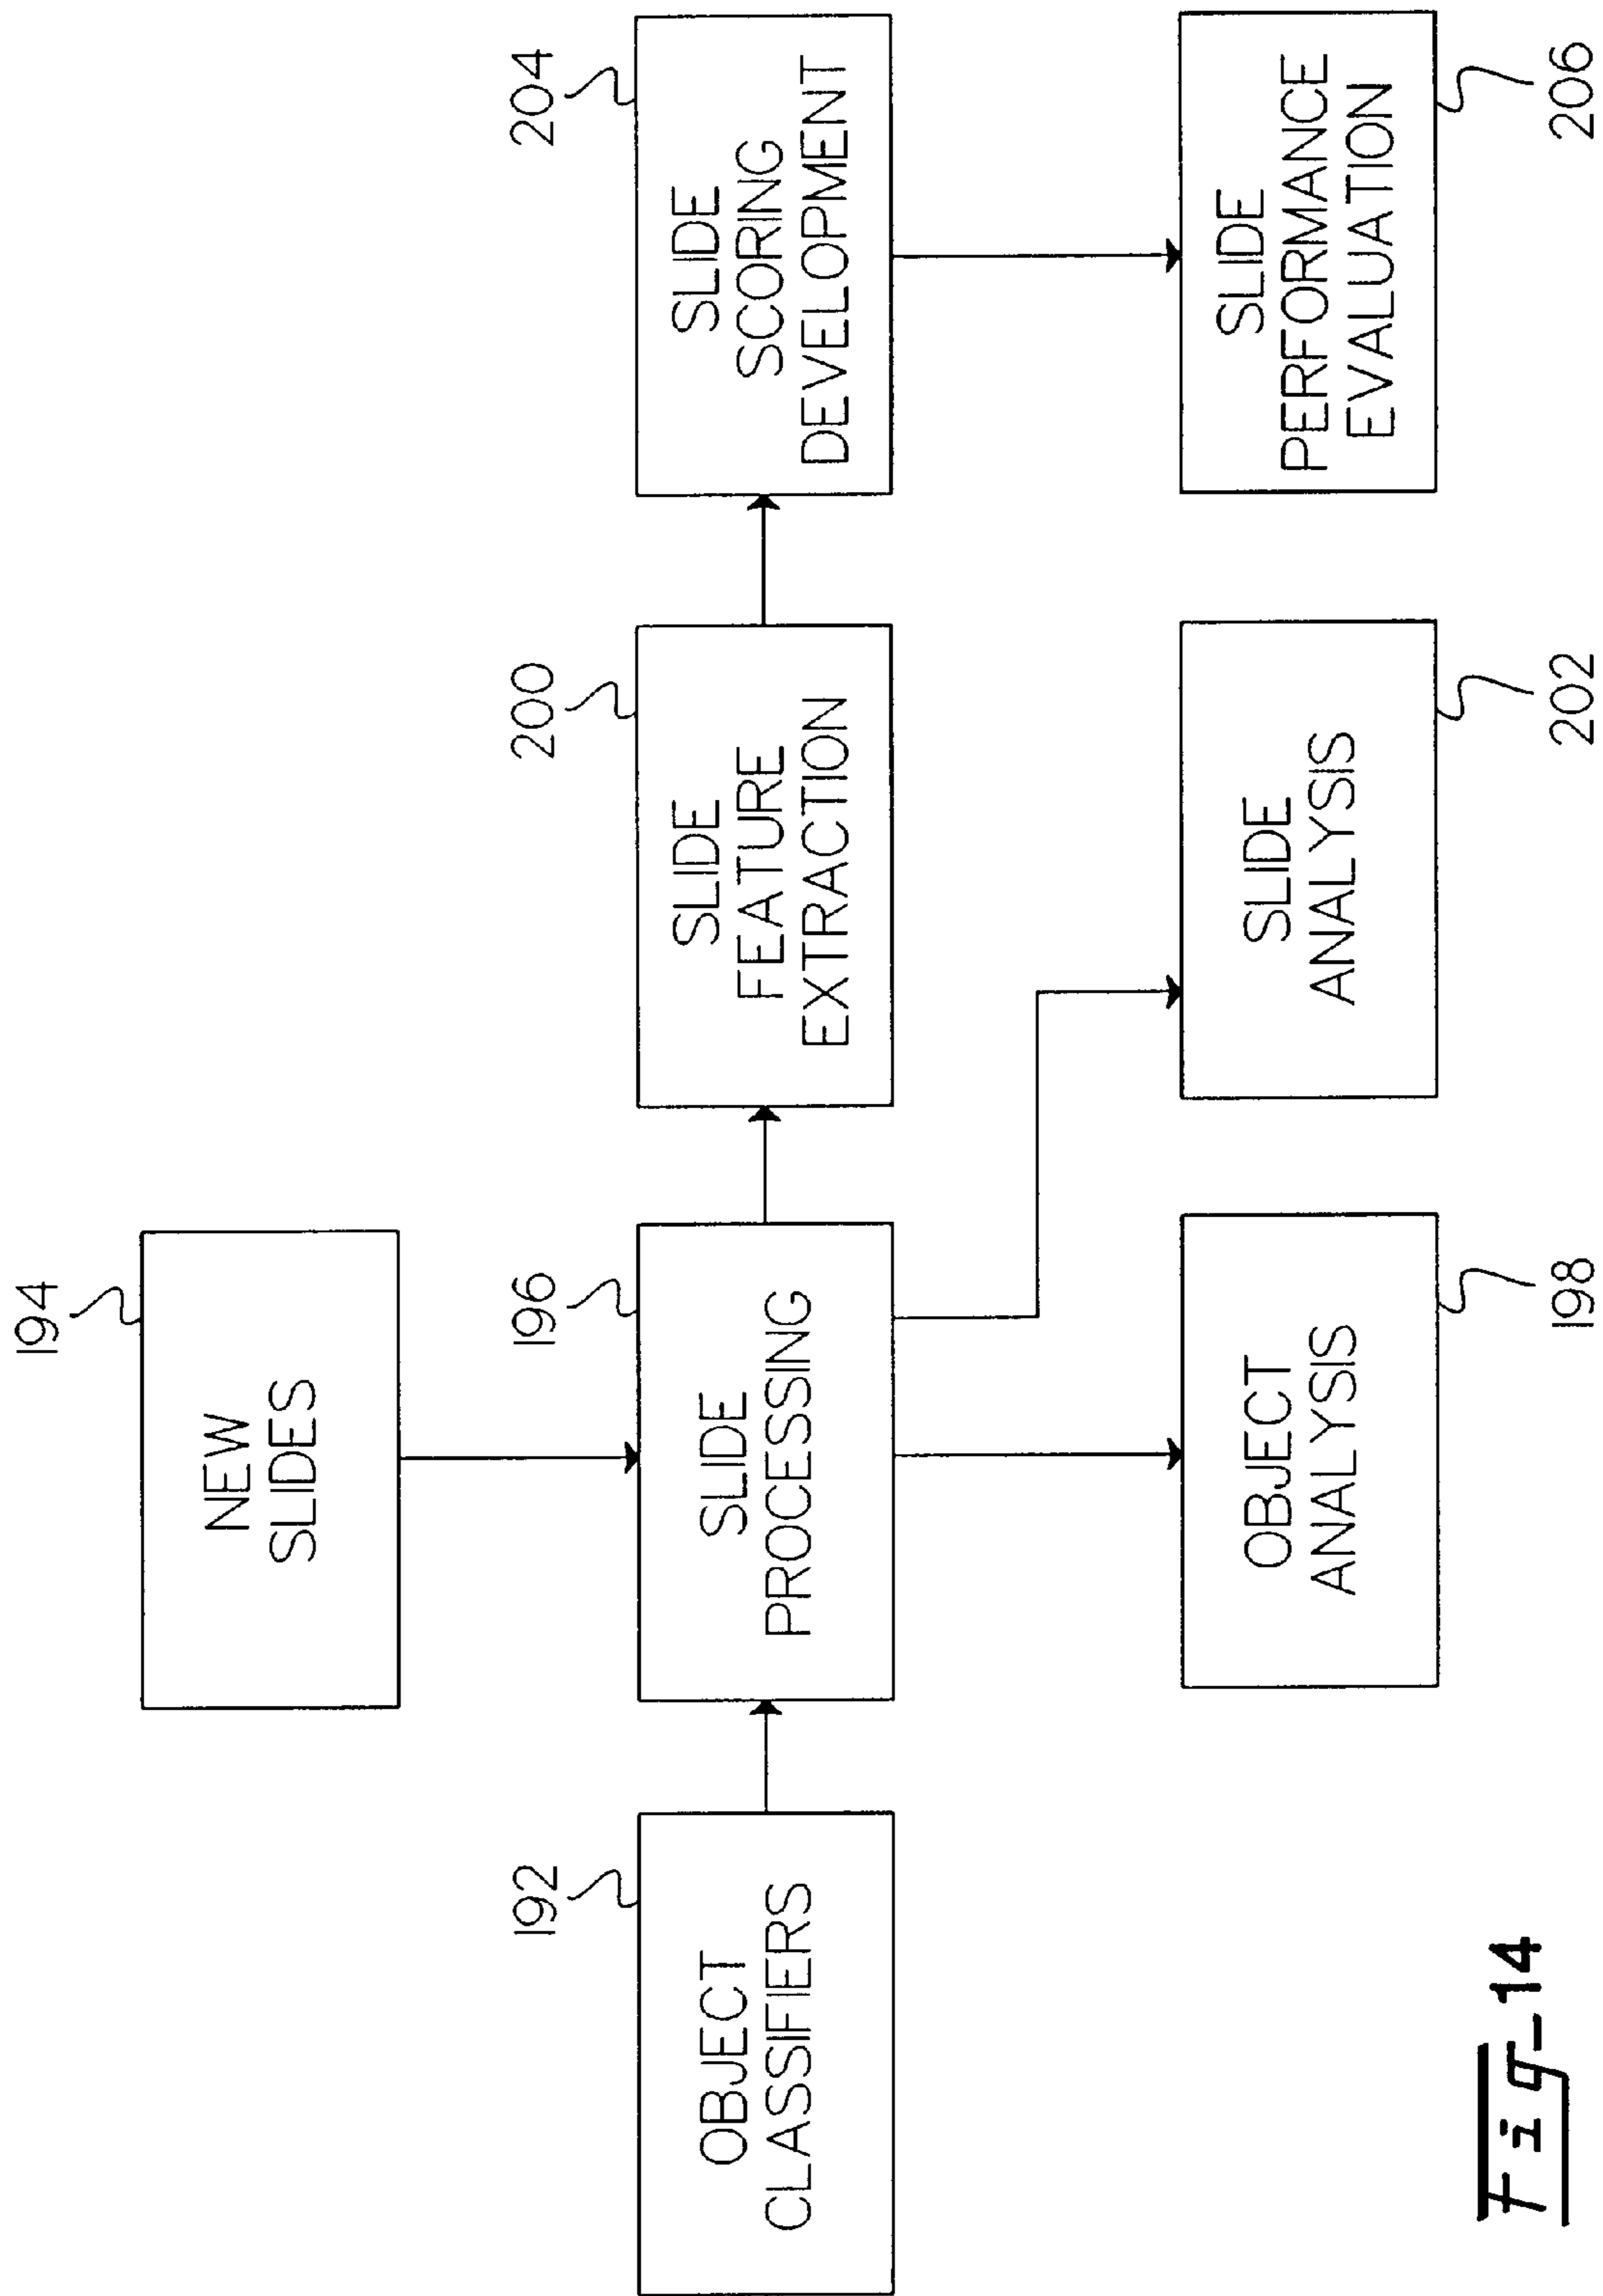 194
NEW
SLIDES
192
OBJECT
CLASSIFIERS
196
SLIDE
PROCESSING
200
SLIDE
FEATURE
EXTRACTION
204
SLIDE
SCORING
DEVELOPMENT
OBJECT
ANALYSIS
198
SLIDE
ANALYSIS
202
SLIDE
PERFORMANCE
EVALUATION
206
Fig-14